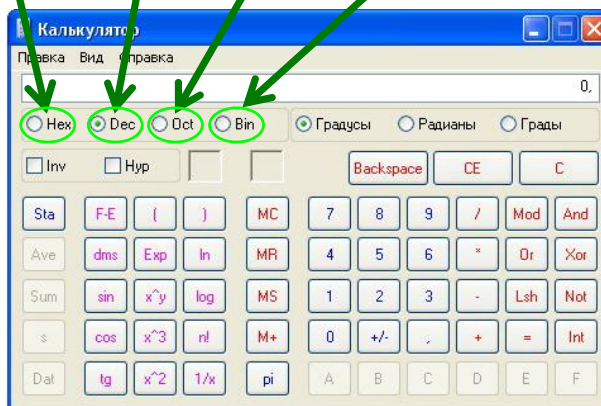 Калькулятор
Правка Вид Справка
0,
Hex Dec Oct Bin Градусы Радианы Грады
Inv Hyp Backspace CE C
Sta F-E ( ) MC 7 8 9 / Mod And
Ave dms Exp ln MR 4 5 6 * Or Xor
Sum sin x^y log MS 1 2 3 - Lsh Not
s cos x^3 n! M+ 0 +/- , + = Int
Dat tg x^2 1/x pi A B C D E F